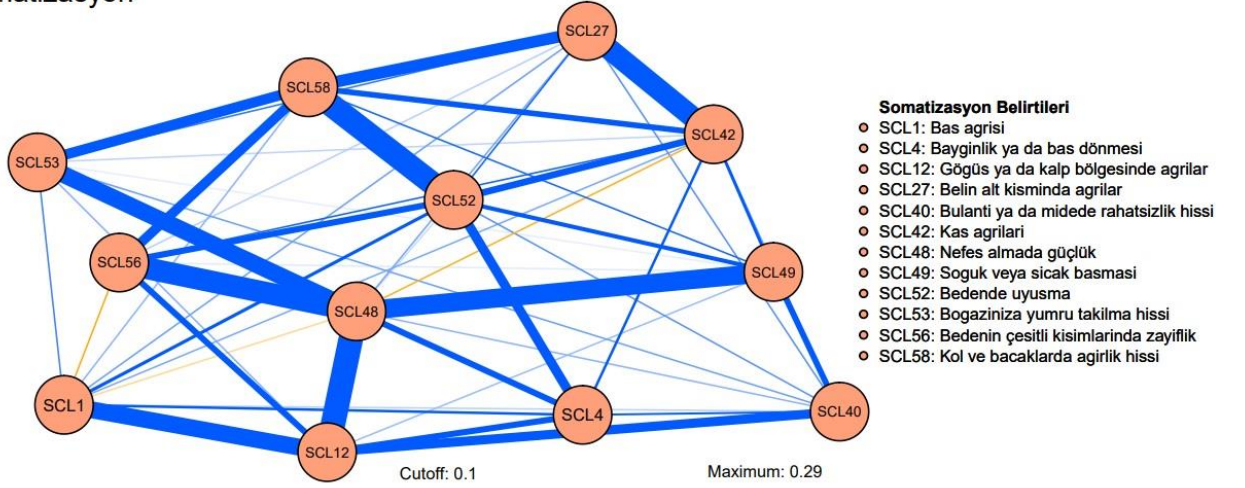 SCL27
SCL58
SCL42
SCL53
SCL52
SCL56
SCL49
SCL48
SCL1
SCL4
SCL40
SCL12
Cutoff: 0.1
Maximum: 0.29
Somatizasyon Belirtileri
SCL1: Bas agrisi
SCL4: Bayginlik ya da bas dönmesi
SCL12: Gögüs ya da kalp bölgesinde agrilar
SCL27: Belin alt kisminda agrilar
SCL40: Bulanti ya da midede rahatsizlik hissi
SCL42: Kas agrilari
SCL48: Nefes almada güçlük
SCL49: Soguk veya sicak basmasi
SCL52: Bedende uyusma
SCL53: Bogaziniza yumru takilma hissi
SCL56: Bedenin çesitli kisimlarinda zayiflik
SCL58: Kol ve bacaklarda agirlik hissi